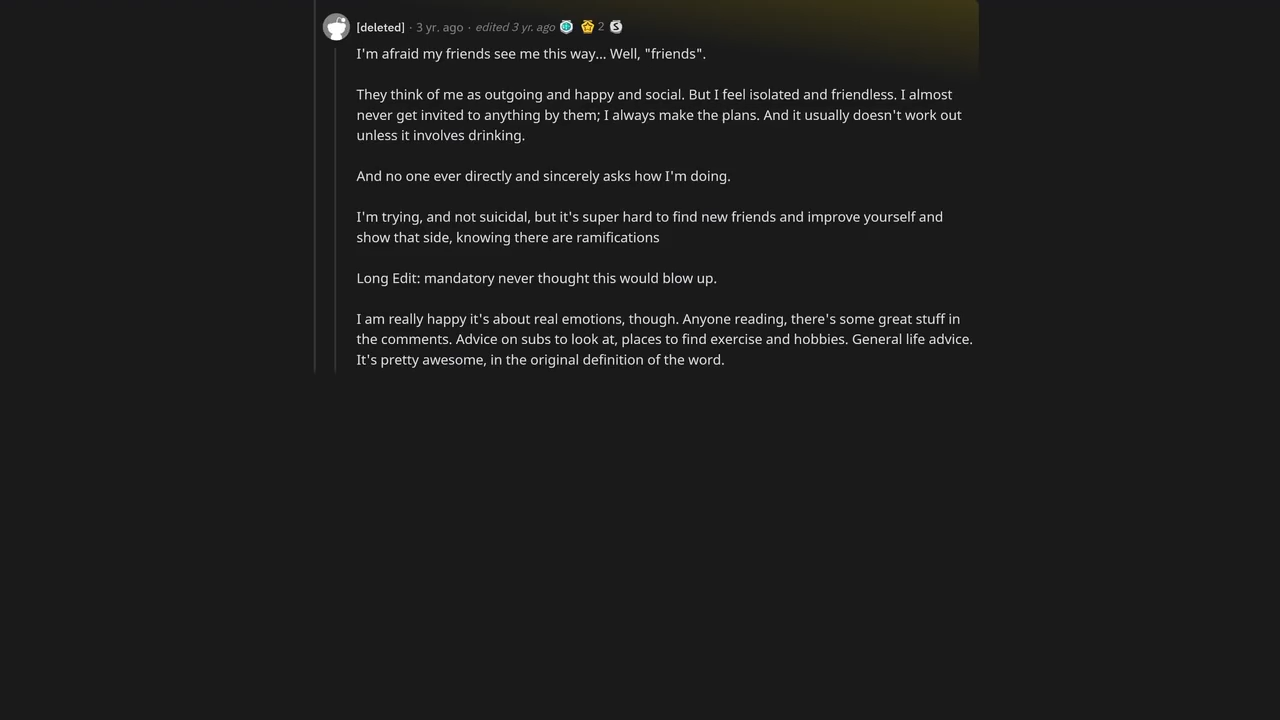 [deleted] · 3 yr. ago · edited 3 yr. ago 2 S
I'm afraid my friends see me this way... Well, "friends".
They think of me as outgoing and happy and social. But I feel isolated and friendless. I almost
never get invited to anything by them; I always make the plans. And it usually doesn't work out
unless it involves drinking.
And no one ever directly and sincerely asks how I'm doing.
I'm trying, and not suicidal, but it's super hard to find new friends and improve yourself and
show that side, knowing there are ramifications
Long Edit: mandatory never thought this would blow up.
I am really happy it's about real emotions, though. Anyone reading, there's some great stuff in
the comments. Advice on subs to look at, places to find exercise and hobbies. General life advice.
It's pretty awesome, in the original definition of the word.